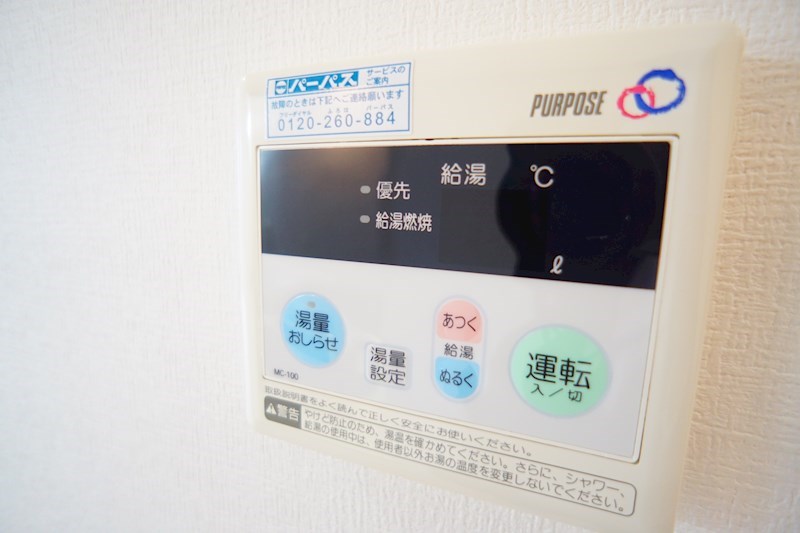 パーパス サービスのご案内
故障のときは下記へご連絡願います
フリーダイヤル ふろは パーパス
0120-260-884
PURPOSE
給湯 ℃
優先
給湯燃焼
ℓ
湯量
おしらせ
湯量
設定
あつく
給湯
ぬるく
運転
入/切
MC-100
取扱説明書をよく読んで正しく安全にお使いください。
警告
やけど防止のため、湯温を確かめてください。さらに、シャワー、
給湯の使用中は、使用者以外お湯の温度を変更しないでください。